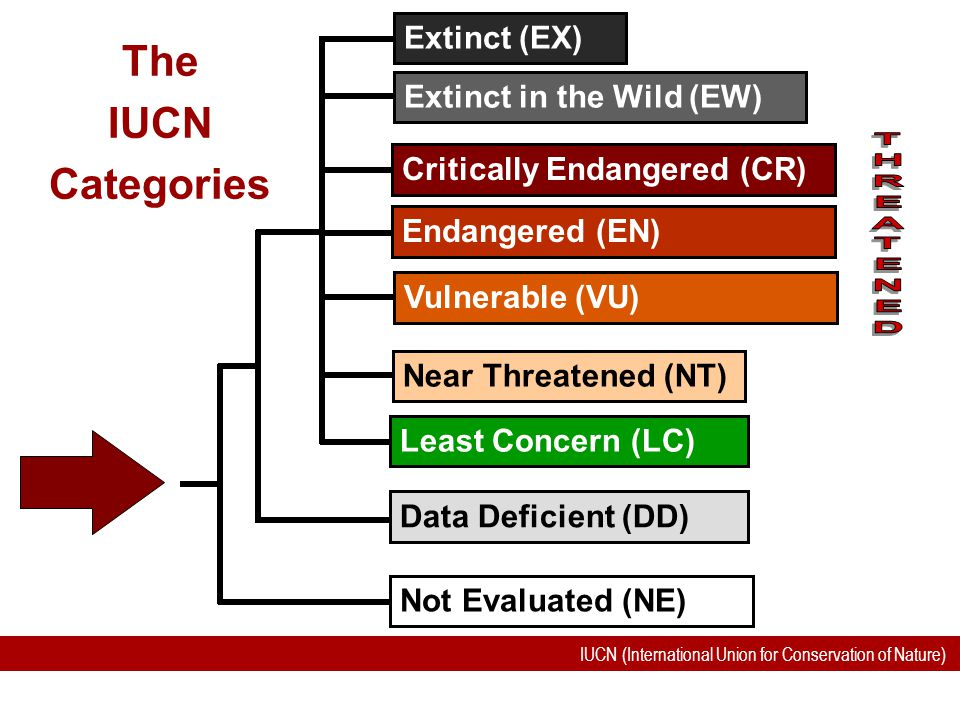 The
IUCN
Categories
Extinct (EX)
Extinct in the Wild (EW)
Critically Endangered (CR)
Endangered (EN)
Vulnerable (VU)
THREATENED
Near Threatened (NT)
Least Concern (LC)
Data Deficient (DD)
Not Evaluated (NE)
IUCN (International Union for Conservation of Nature)